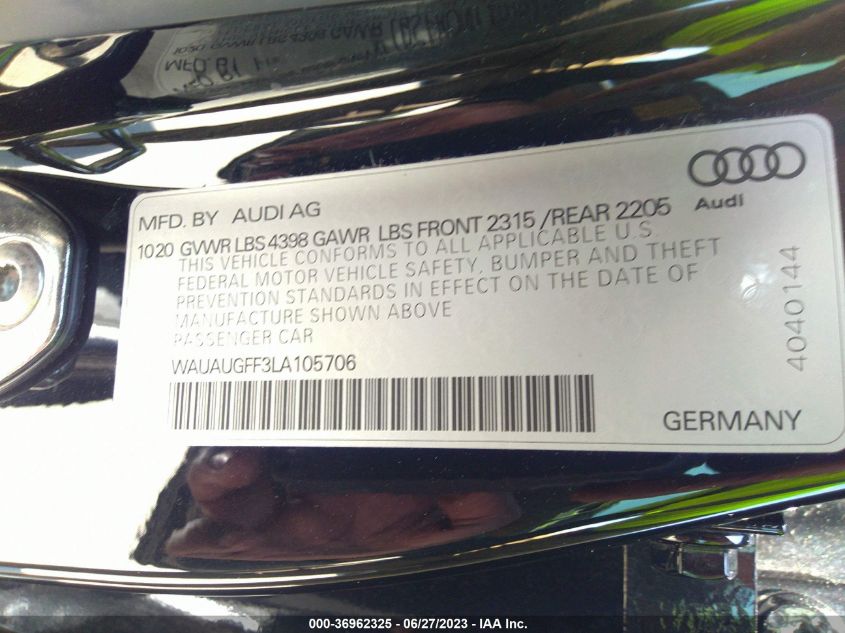 Audi
MFD. BY AUDI AG
1020 GVWR LBS 4398 GAWR LBS FRONT 2315 /REAR 2205
THIS VEHICLE CONFORMS TO ALL APPLICABLE U.S.
FEDERAL MOTOR VEHICLE SAFETY, BUMPER AND THEFT
PREVENTION STANDARDS IN EFFECT ON THE DATE OF
MANUFACTURE SHOWN ABOVE
PASSENGER CAR
WAUAUGFF3LA105706
GERMANY
4040144
000-36962325 - 06/27/2023 - IAA Inc.